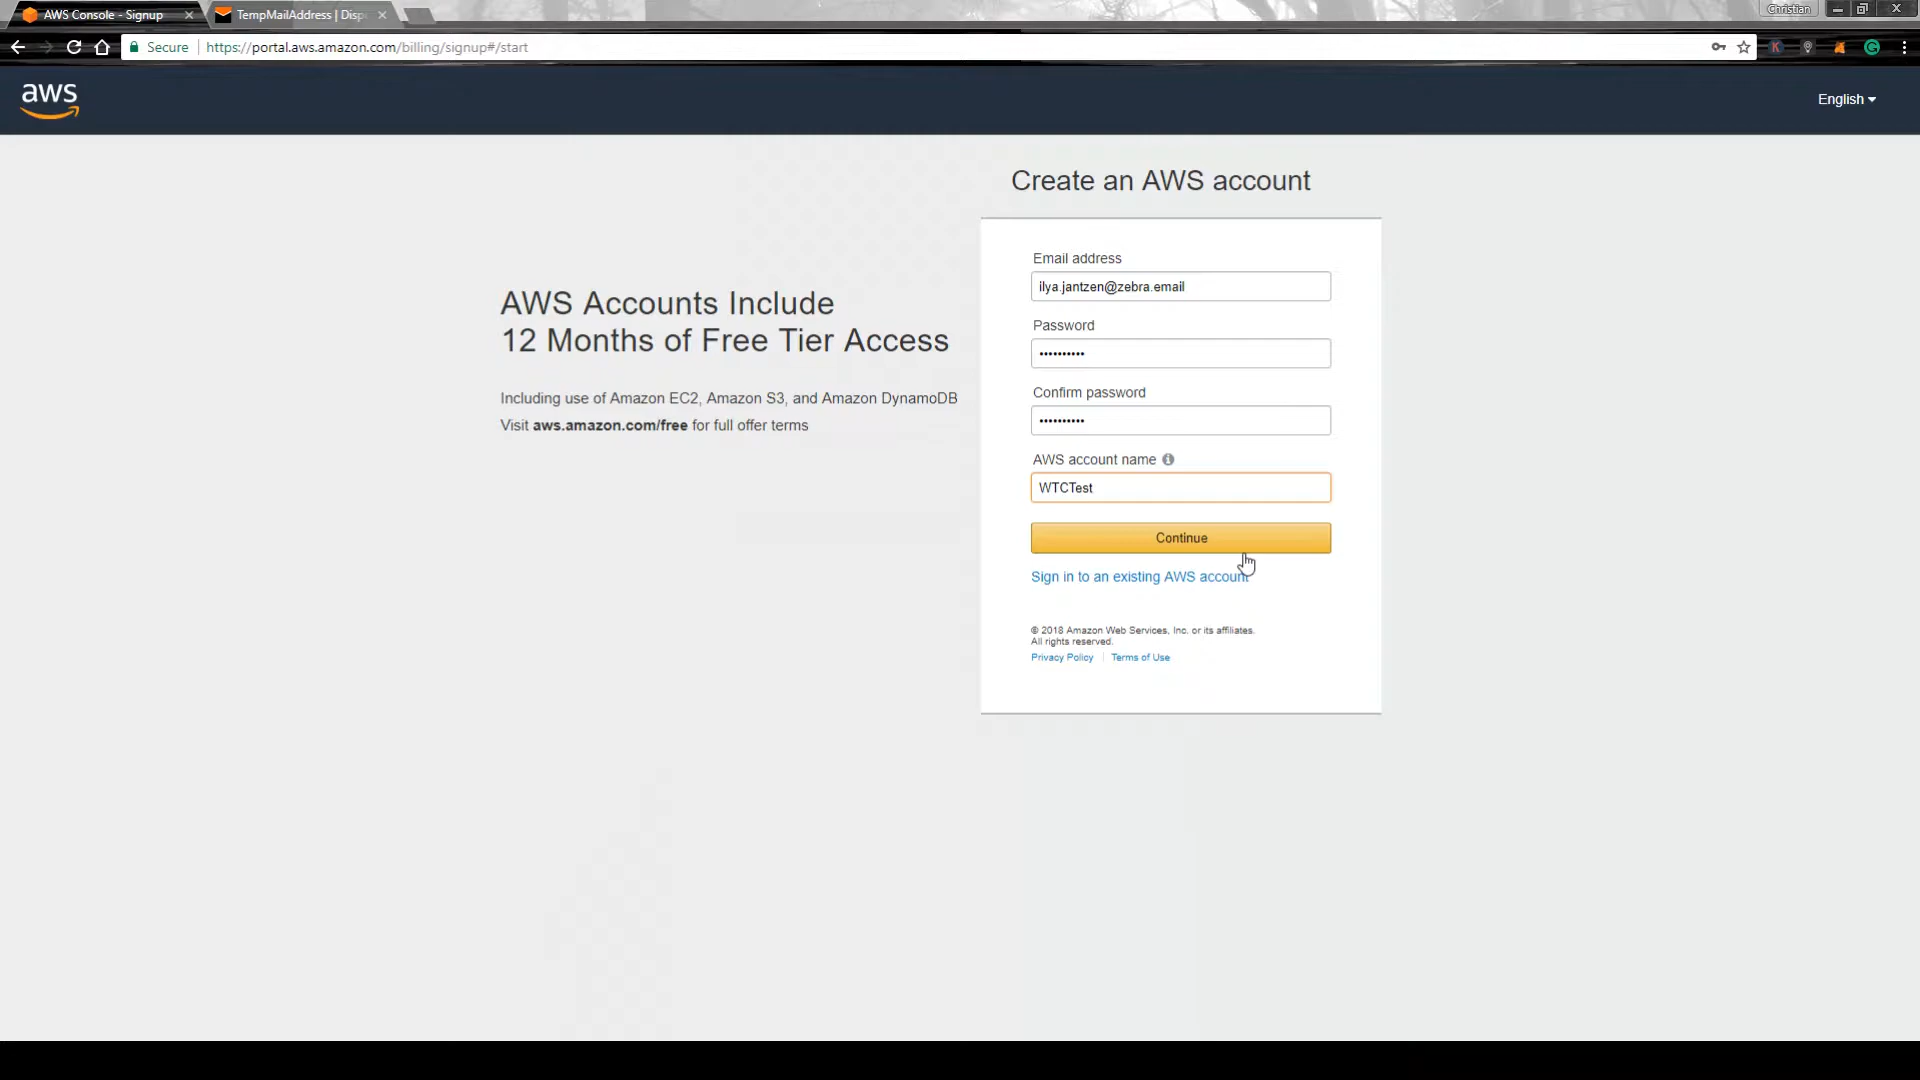 AWS Console - Signup
TempMailAddress | Disp
Christian
Secure
https://portal.aws.amazon.com/billing/signup#/start
aws
English
Create an AWS account
AWS Accounts Include
12 Months of Free Tier Access
Including use of Amazon EC2, Amazon S3, and Amazon DynamoDB
Visit aws.amazon.com/free for full offer terms
Email address
ilya.jantzen@zebra.email
Password
••••••••••
Confirm password
••••••••••
AWS account name
WTCTest
Continue
Sign in to an existing AWS account
© 2018 Amazon Web Services, Inc. or its affiliates.
All rights reserved.
Privacy Policy | Terms of Use